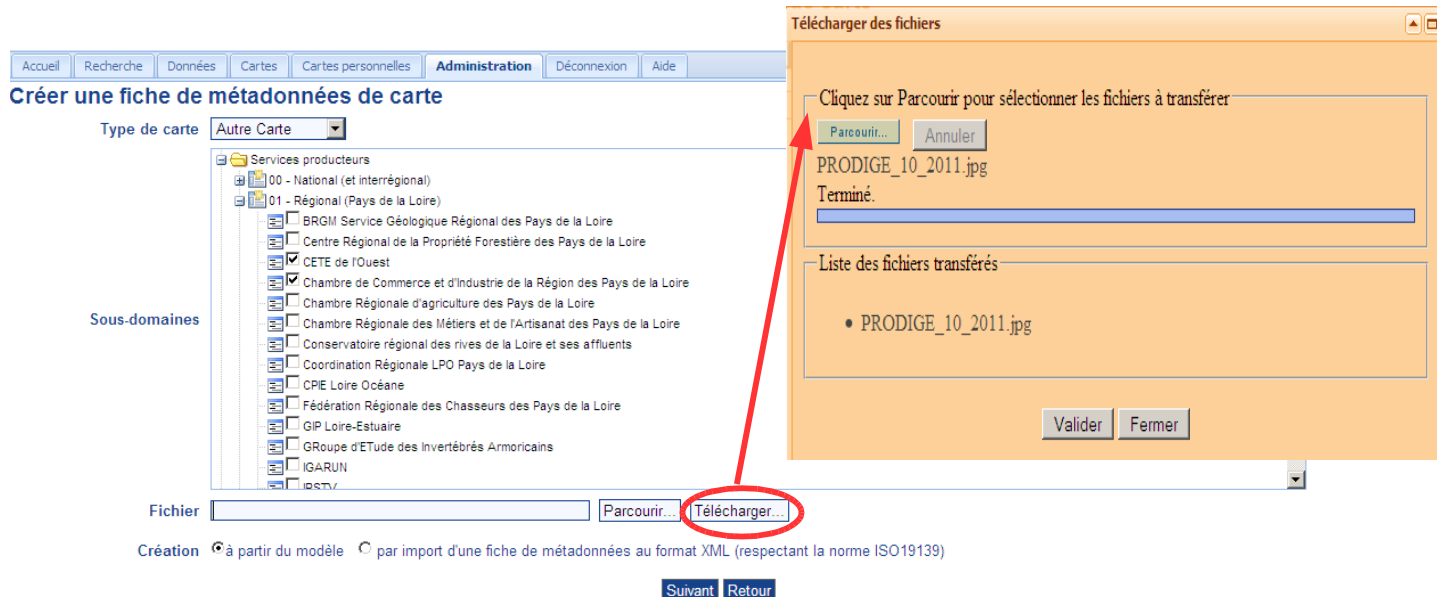 Accueil Recherche Données Cartes Cartes personnelles Administration Déconnexion Aide
Créer une fiche de métadonnées de carte
Type de carte Autre Carte
Services producteurs
00 - National (et interrégional)
01 - Régional (Pays de la Loire)
BRGM Service Géologique Régional des Pays de la Loire
Centre Régional de la Propriété Forestière des Pays de la Loire
CETE de l'Ouest
Chambre de Commerce et d'Industrie de la Région des Pays de la Loire
Chambre Régionale d'agriculture des Pays de la Loire
Sous-domaines
Chambre Régionale des Métiers et de l'Artisanat des Pays de la Loire
Conservatoire régional des rives de la Loire et ses affluents
Coordination Régionale LPO Pays de la Loire
CPIE Loire Océane
Fédération Régionale des Chasseurs des Pays de la Loire
GIP Loire-Estuaire
GRoupe d'ETude des Invertébrés Armoricains
IGARUN
IRSTV
Fichier Parcourir... Télécharger...
Création à partir du modèle par import d'une fiche de métadonnées au format XML (respectant la norme ISO19139)
Suivant Retour
Télécharger des fichiers
Cliquez sur Parcourir pour sélectionner les fichiers à transférer
Parcourir... Annuler
PRODIGE_10_2011.jpg
Terminé.
Liste des fichiers transférés
PRODIGE_10_2011.jpg
Valider Fermer